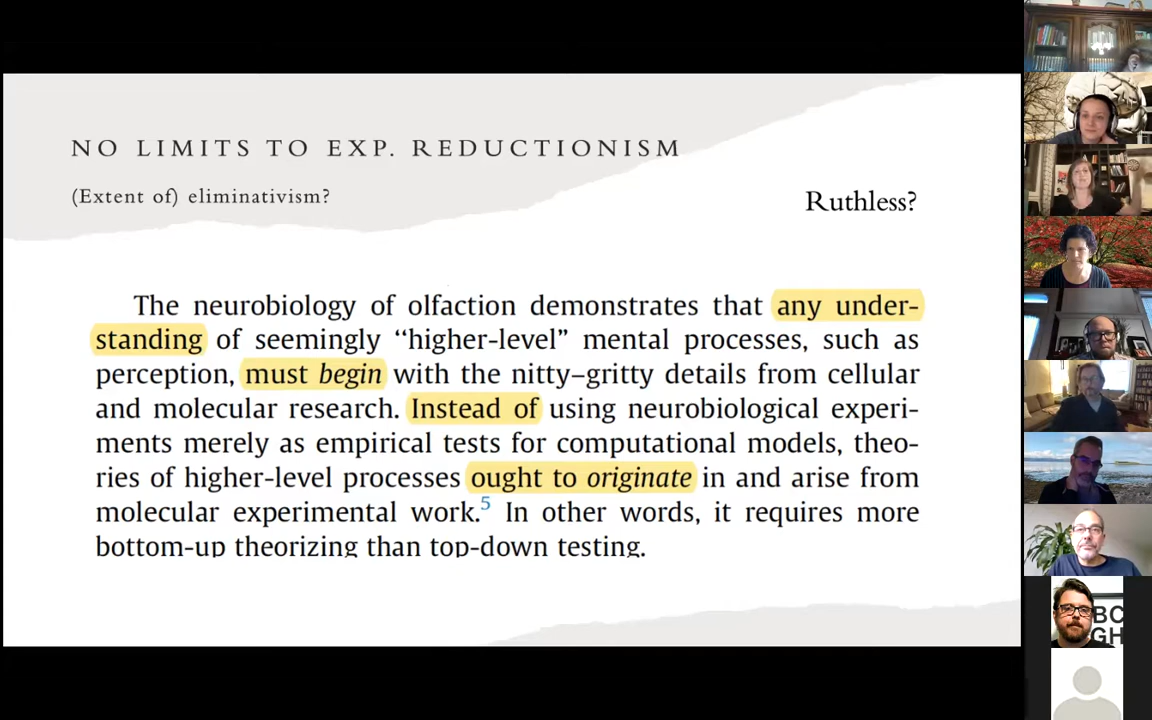 NO LIMITS TO EXP. REDUCTIONISM
(Extent of) eliminativism?
Ruthless?
The neurobiology of olfaction demonstrates that any under-
standing of seemingly “higher-level” mental processes, such as
perception, must begin with the nitty–gritty details from cellular
and molecular research. Instead of using neurobiological experi-
ments merely as empirical tests for computational models, theo-
ries of higher-level processes ought to originate in and arise from
molecular experimental work.5 In other words, it requires more
bottom-up theorizing than top-down testing.
BC
GH